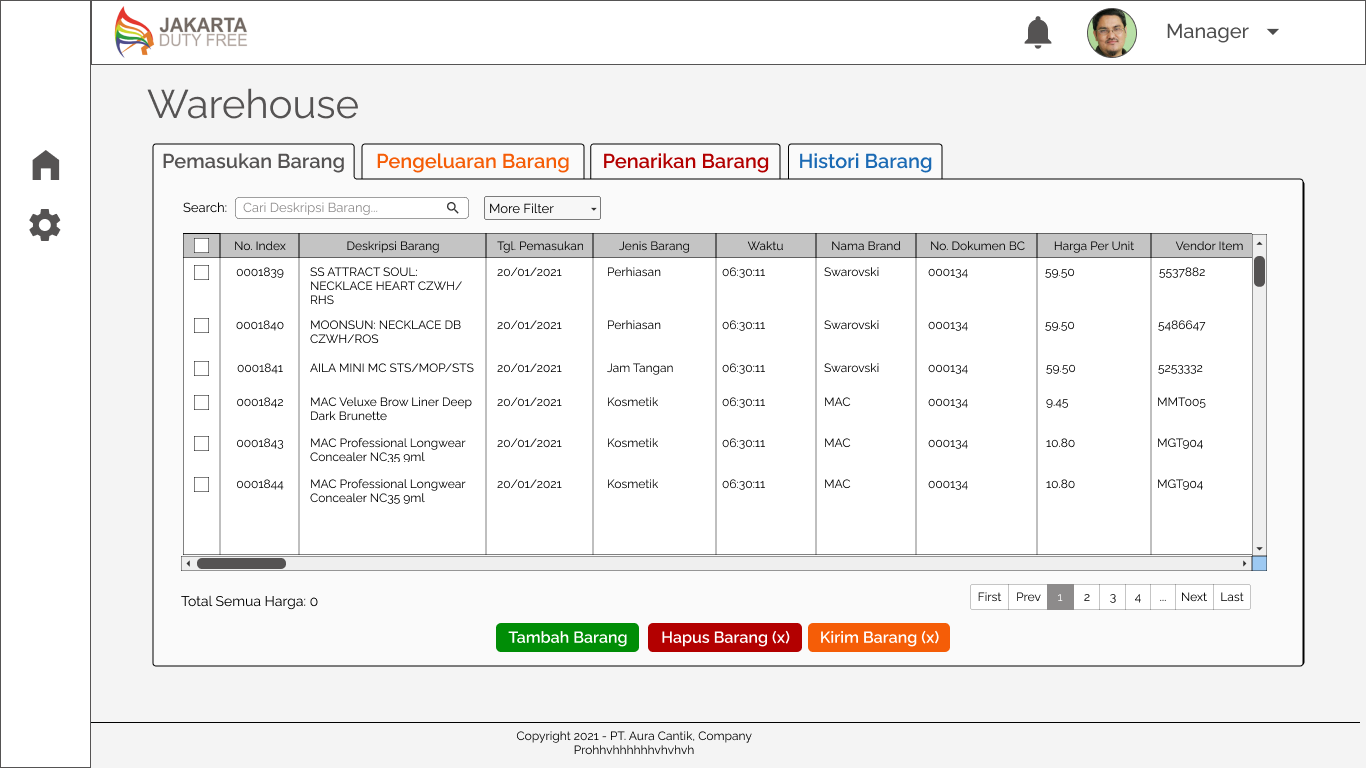 JAKARTA
DUTY FREE
Manager
Warehouse
Pemasukan Barang
Pengeluaran Barang
Penarikan Barang
Histori Barang
Search:
Cari Deskripsi Barang...
More Filter
No. Index Deskripsi Barang Tgl. Pemasukan Jenis Barang Waktu Nama Brand No. Dokumen BC Harga Per Unit Vendor Item
0001839 SS ATTRACT SOUL: 20/01/2021 Perhiasan 06:30:11 Swarovski 000134 59.50 5537882
NECKLACE HEART CZWH/
RHS
0001840 MOONSUN: NECKLACE DB 20/01/2021 Perhiasan 06:30:11 Swarovski 000134 59.50 5486647
CZWH/ROS
0001841 AILA MINI MC STS/MOP/STS 20/01/2021 Jam Tangan 06:30:11 Swarovski 000134 59.50 5253332
0001842 MAC Veluxe Brow Liner Deep 20/01/2021 Kosmetik 06:30:11 MAC 000134 9.45 MMT005
Dark Brunette
0001843 MAC Professional Longwear 20/01/2021 Kosmetik 06:30:11 MAC 000134 10.80 MGT904
Concealer NC35 9ml
0001844 MAC Professional Longwear 20/01/2021 Kosmetik 06:30:11 MAC 000134 10.80 MGT904
Concealer NC35 9ml
Total Semua Harga: 0
First Prev 1 2 3 4 ... Next Last
Tambah Barang
Hapus Barang (x)
Kirim Barang (x)
Copyright 2021 - PT. Aura Cantik, Company
Prohhvhhhhhhvhvhvh